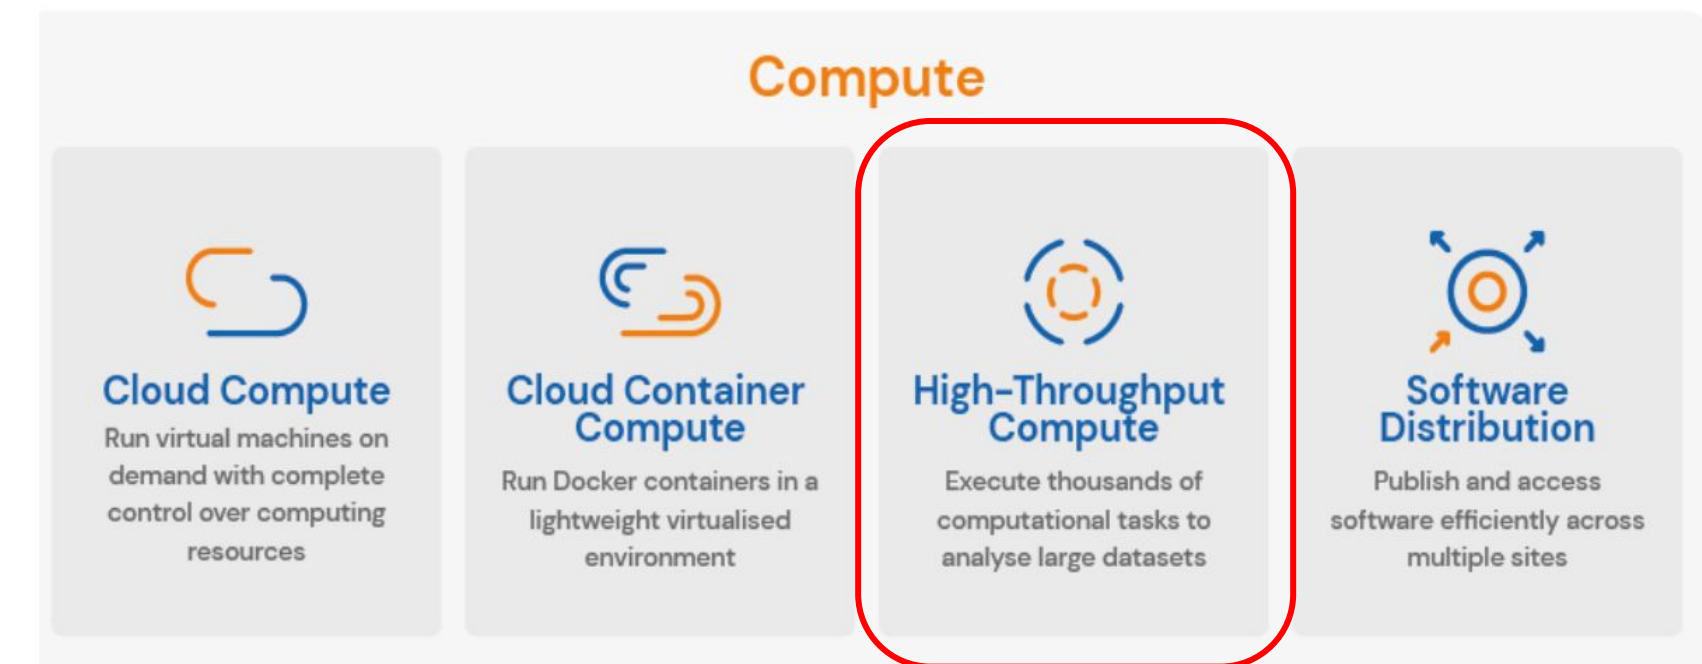 Compute
Cloud Compute
Run virtual machines on
demand with complete
control over computing
resources
Cloud Container
Compute
Run Docker containers in a
lightweight virtualised
environment
High-Throughput
Compute
Execute thousands of
computational tasks to
analyse large datasets
Software
Distribution
Publish and access
software efficiently across
multiple sites